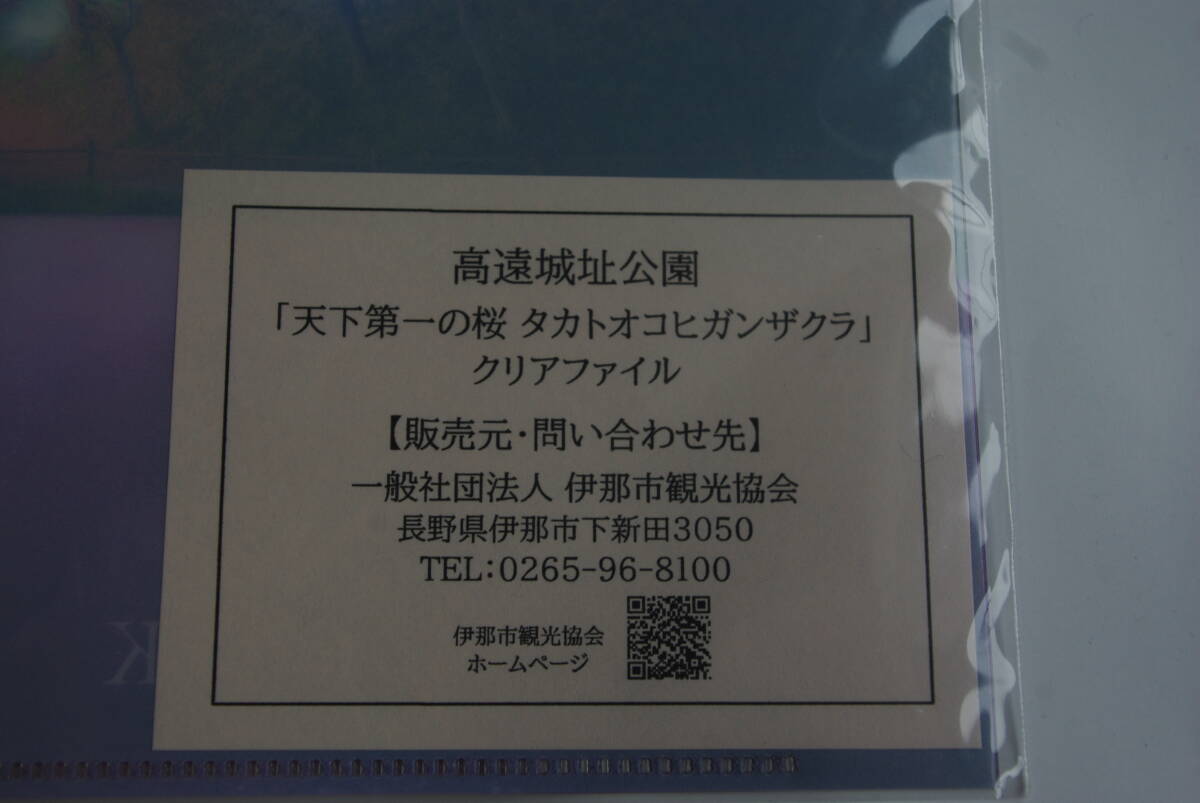 高遠城址公園
「天下第一の桜 タカトオコヒガンザクラ」
クリアファイル
【販売元・問い合わせ先】
一般社団法人 伊那市観光協会
長野県伊那市下新田3050
TEL:0265-96-8100
伊那市観光協会
ホームページ